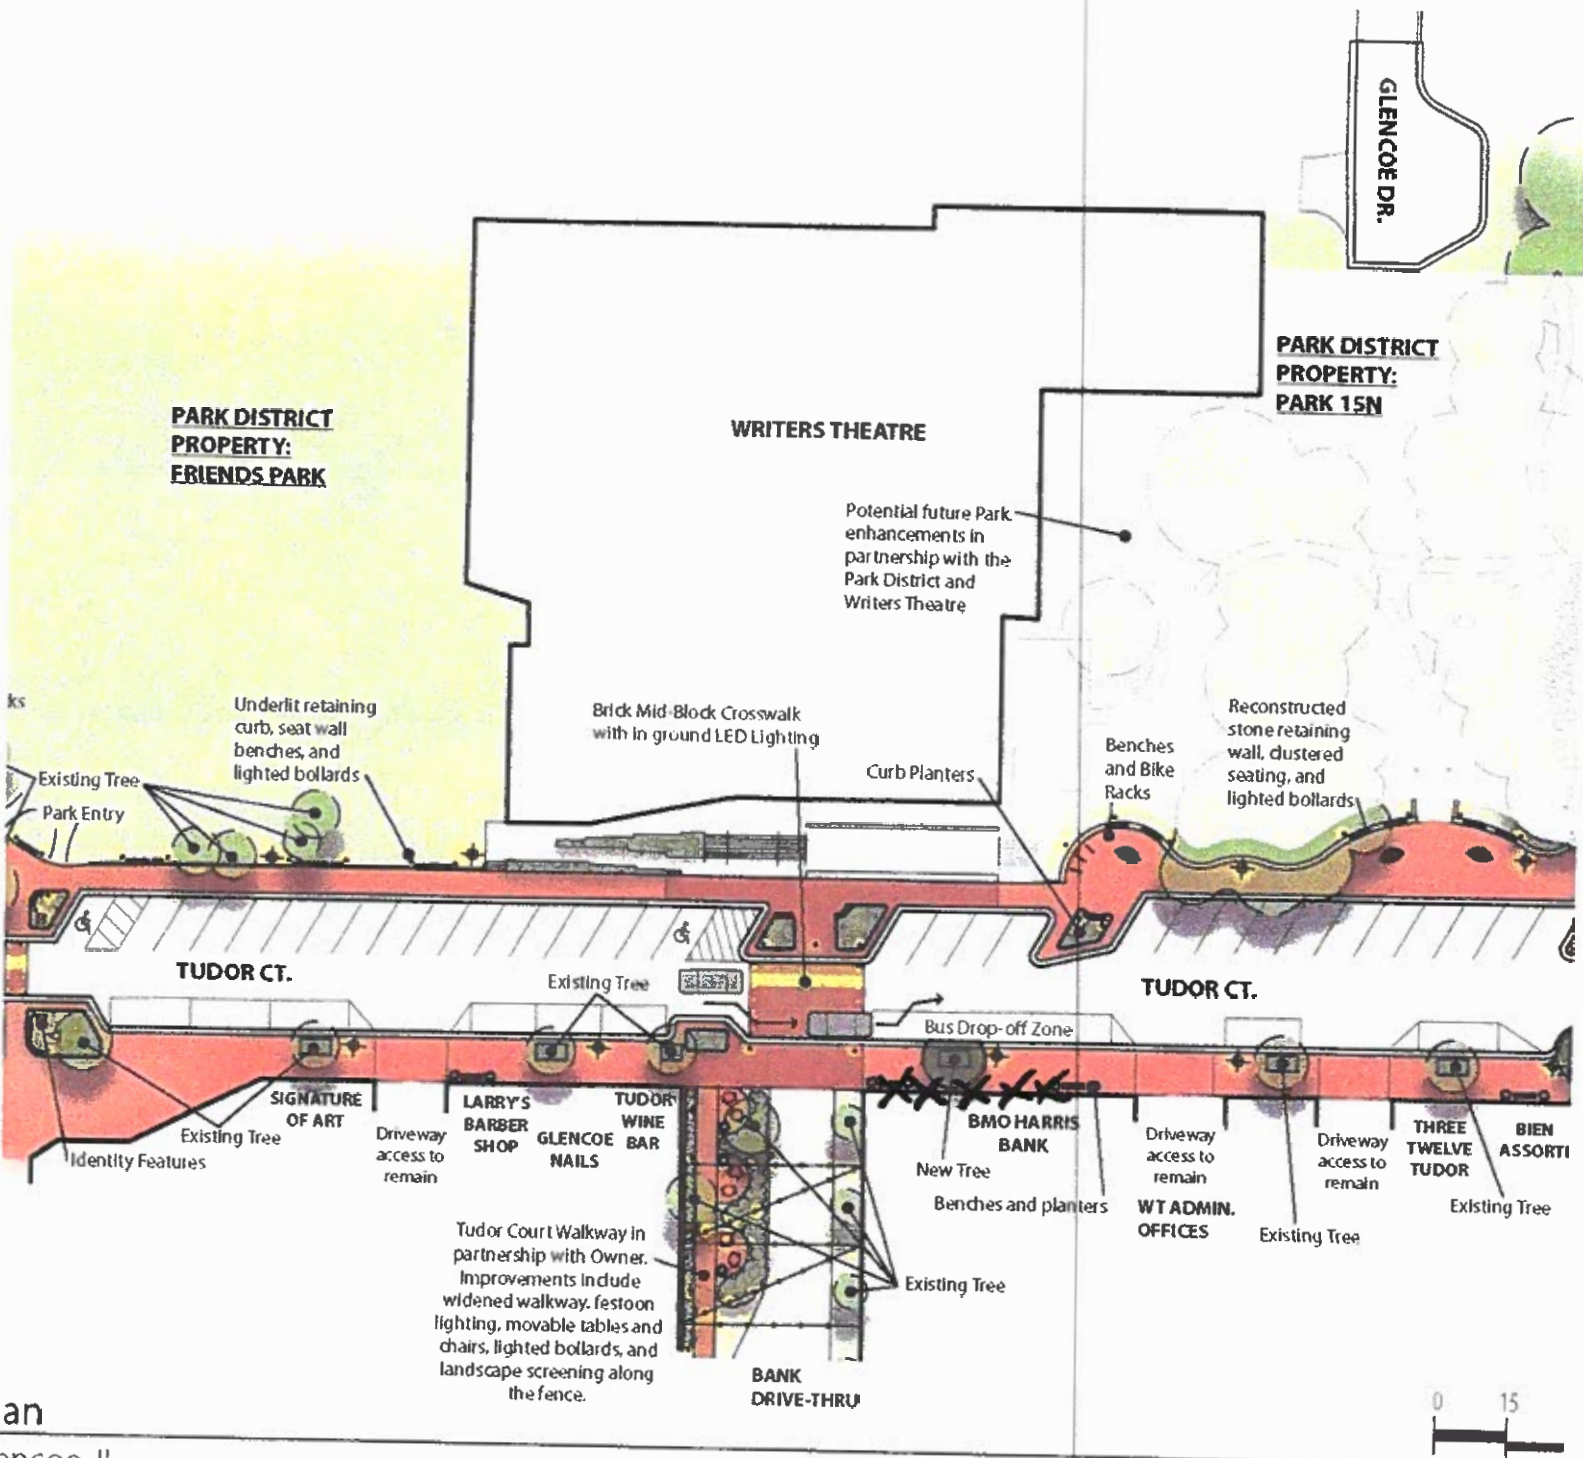 GLENCOE DR.
PARK DISTRICT
PROPERTY:
PARK 15N
PARK DISTRICT
PROPERTY:
FRIENDS PARK
WRITERS THEATRE
Potential future Park
enhancements in
partnership with the
Park District and
Writers Theatre
ks
Underlit retaining
curb, seat wall
benches, and
lighted bollards
Existing Tree
Park Entry
Brick Mid-Block Crosswalk
with in ground LED Lighting
Curb Planters
Benches
and Bike
Racks
Reconstructed
stone retaining
wall, clustered
seating, and
lighted bollards
TUDOR CT.
Existing Tree
TUDOR CT.
Bus Drop-off Zone
SIGNATURE
OF ART
Existing Tree
Identity Features
Driveway
access to
remain
LARRY'S
BARBER
SHOP
GLENCOE
NAILS
TUDOR
WINE
BAR
BMO HARRIS
BANK
New Tree
Benches and planters
Driveway
access to
remain
WT ADMIN.
OFFICES
Existing Tree
Driveway
access to
remain
THREE
TWELVE
TUDOR
BIEN
ASSORTI
Existing Tree
Tudor Court Walkway in
partnership with Owner.
Improvements include
widened walkway, festoon
lighting, movable tables and
chairs, lighted bollards, and
landscape screening along
the fence.
Existing Tree
BANK
DRIVE-THRU
an
0 15